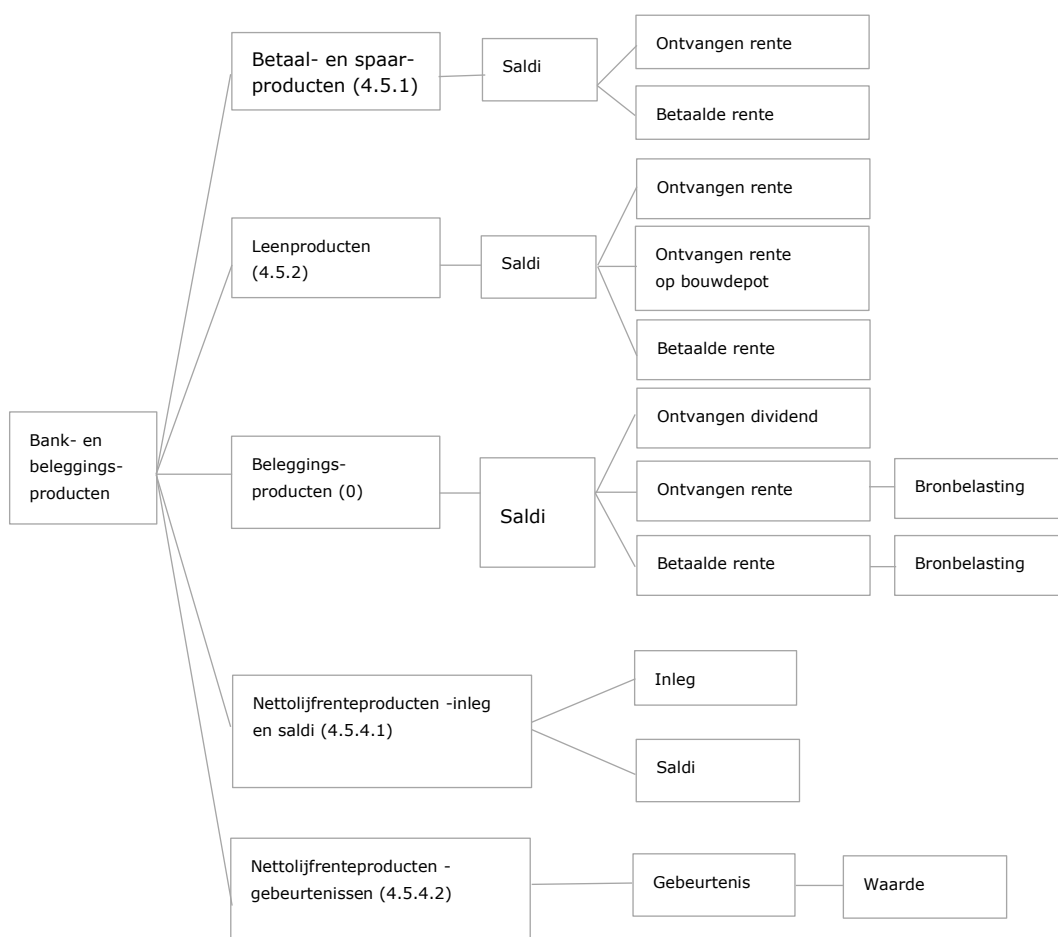 Betaal- en spaar-
producten (4.5.1)
Saldi
Ontvangen rente
Betaalde rente
Leenproducten
(4.5.2)
Saldi
Ontvangen rente
Ontvangen rente
op bouwdepot
Betaalde rente
Bank- en
beleggings-
producten
Beleggings-
producten (0)
Saldi
Ontvangen dividend
Ontvangen rente
Bronbelasting
Betaalde rente
Bronbelasting
Nettolijfrenteproducten -inleg
en saldi (4.5.4.1)
Inleg
Saldi
Nettolijfrenteproducten -
gebeurtenissen (4.5.4.2)
Gebeurtenis
Waarde